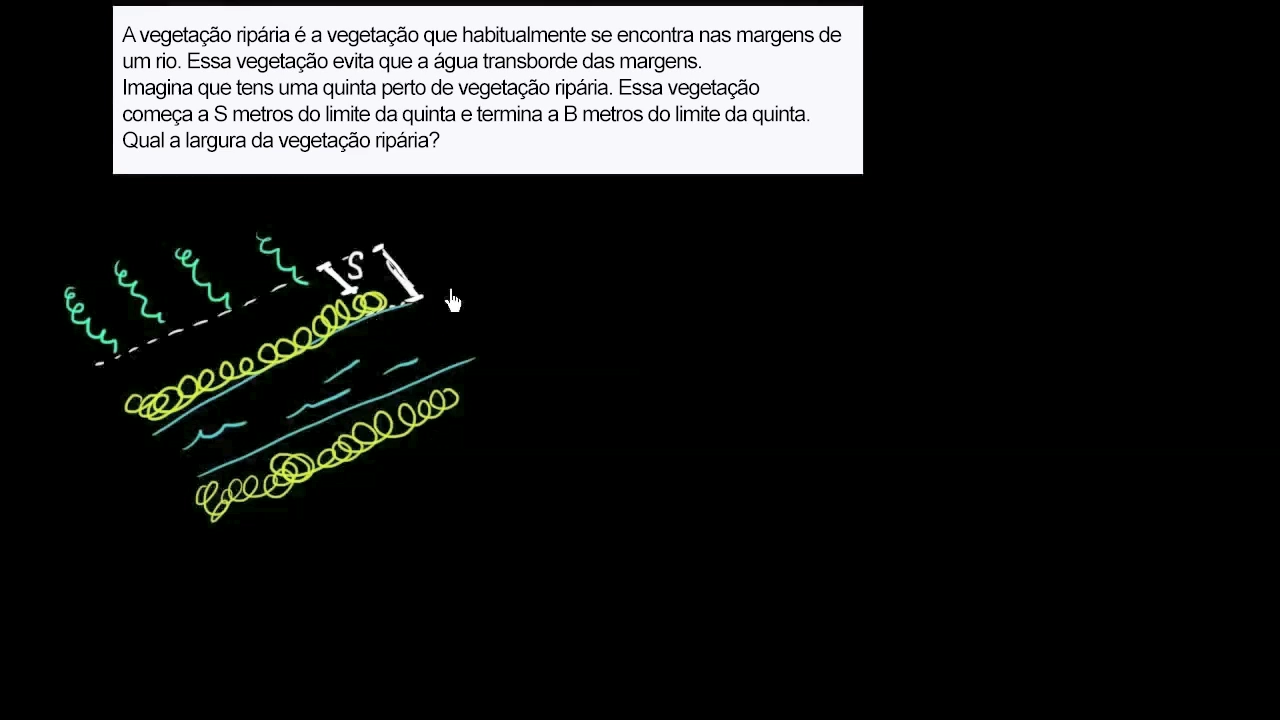 A vegetação ripária é a vegetação que habitualmente se encontra nas margens de
um rio. Essa vegetação evita que a água transborde das margens.
Imagina que tens uma quinta perto de vegetação ripária. Essa vegetação
começa a S metros do limite da quinta e termina a B metros do limite da quinta.
Qual a largura da vegetação ripária?
S